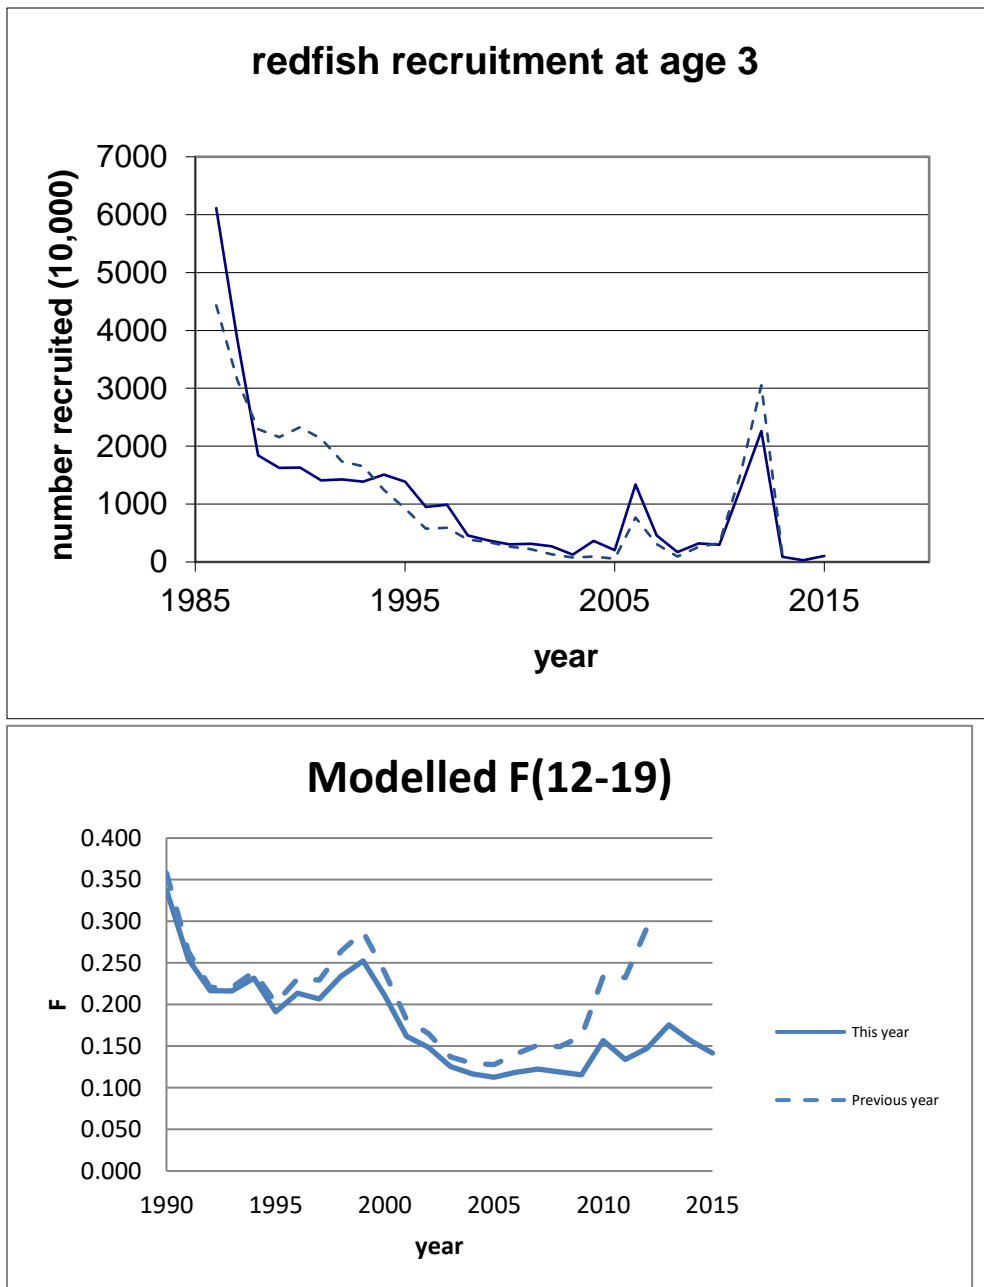 redfish recruitment at age 3
number recruited (10,000)
7000
6000
5000
4000
3000
2000
1000
0
1985 1995 2005 2015
year
Modelled F(12-19)
F
0.400
0.350
0.300
0.250
0.200
0.150
0.100
0.050
0.000
1990 1995 2000 2005 2010 2015
year
This year
Previous year